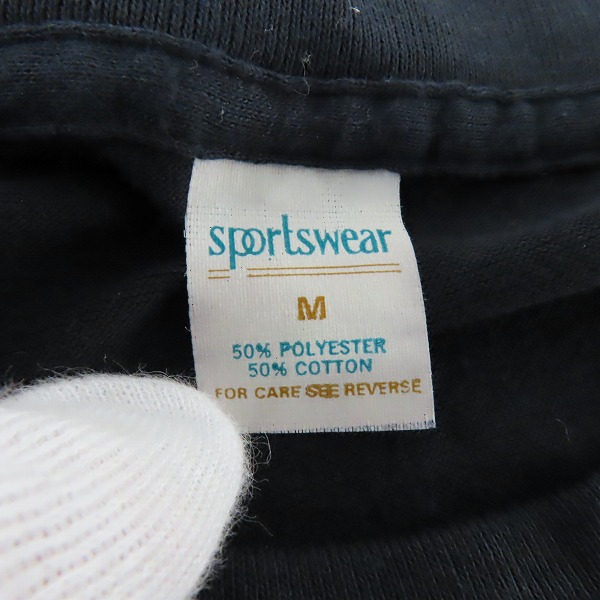 sportswear
M
50% POLYESTER
50% COTTON
FOR CARE SEE REVERSE